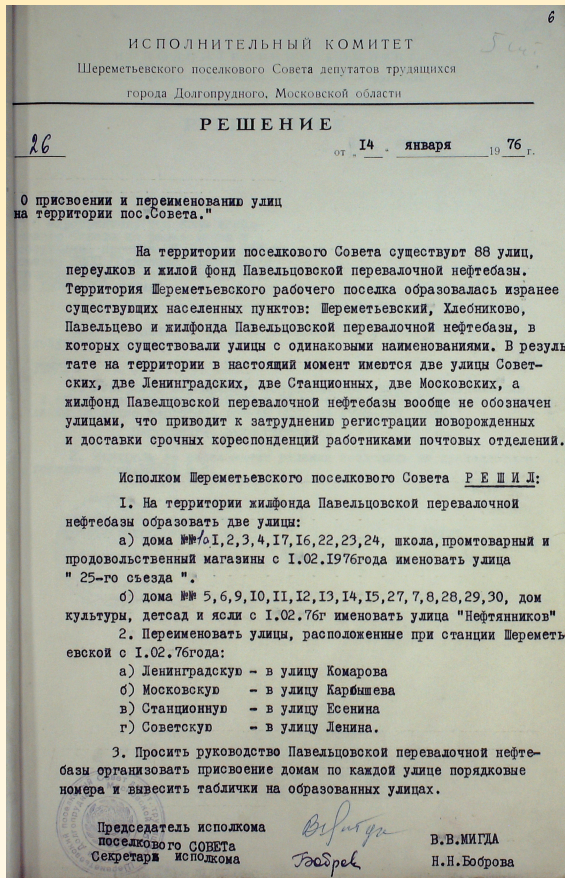 6
ИСПОЛНИТЕЛЬНЫЙ КОМИТЕТ
Шереметьевского поселкового Совета депутатов трудящихся
города Долгопрудного, Московской области
РЕШЕНИЕ
26
от „ 14 " января 1976 г.
О присвоении и переименованию улиц
на территории пос.Совета."
На территории поселкового Совета существуют 88 улиц,
переулков и жилой фонд Павельцовской перевалочной нефтебазы.
Территория Шереметьевского рабочего поселка образовалась изранее
существующих населенных пунктов: Шереметьевский, Хлебниково,
Павельцево и жилфонда Павельцовской перевалочной нефтебазы, в
которых существовали улицы с одинаковыми наименованиями. В резуль
тате на территории в настоящий момент имеются две улицы Совет-
ских, две Ленинградских, две Станционных, две Московских, а
жилфонд Павелцовской перевалочной нефтебазы вообще не обозначен
улицами, что приводит к затруднению регистрации новорожденных
и доставки срочных кореспонденций работниками почтовых отделений.
Исполком Шереметьевского поселкового Совета Р Е Ш И Л:
I. На территории жилфонда Павельцовской перевалочной
нефтебазы образовать две улицы:
а) дома №№1а,1,2,3,4,17,16,22,23,24, школа,промтоварный и
продовольственный магазины с I.02.1976года именовать улица
" 25-го съезда ".
б) дома №№ 5,6,9,10,11,12,13,14,15,27,7,8,28,29,30, дом
культуры, детсад и ясли с I.02.76г именовать улица "Нефтянников"
2. Переименовать улицы, расположенные при станции Шереметь
евской с I.02.76года:
а) Ленинградскую - в улицу Комарова
б) Московскую - в улицу Карбышева
в) Станционную - в улицу Есенина
г) Советскую - в улицу Ленина.
3. Просить руководство Павельцовской перевалочной нефте-
базы организовать присвоение домам по каждой улице порядковые
номера и вывесить таблички на образованных улицах.
Председатель исполкома
поселкового СОВЕТа В.В.МИГДА
Секретарь исполкома Н.Н.Боброва